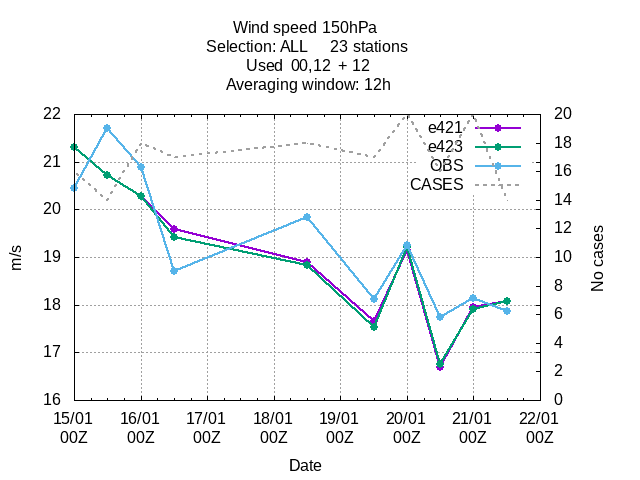 Wind speed 150hPa
Selection: ALL 23 stations
Used 00,12 + 12
Averaging window: 12h
22
21
20
19
18
17
16
20
18
16
14
12
10
8
6
4
2
0
e421
e423
OBS
CASES
m/s
No cases
15/01 16/01 17/01 18/01 19/01 20/01 21/01 22/01
00Z 00Z 00Z 00Z 00Z 00Z 00Z 00Z
Date